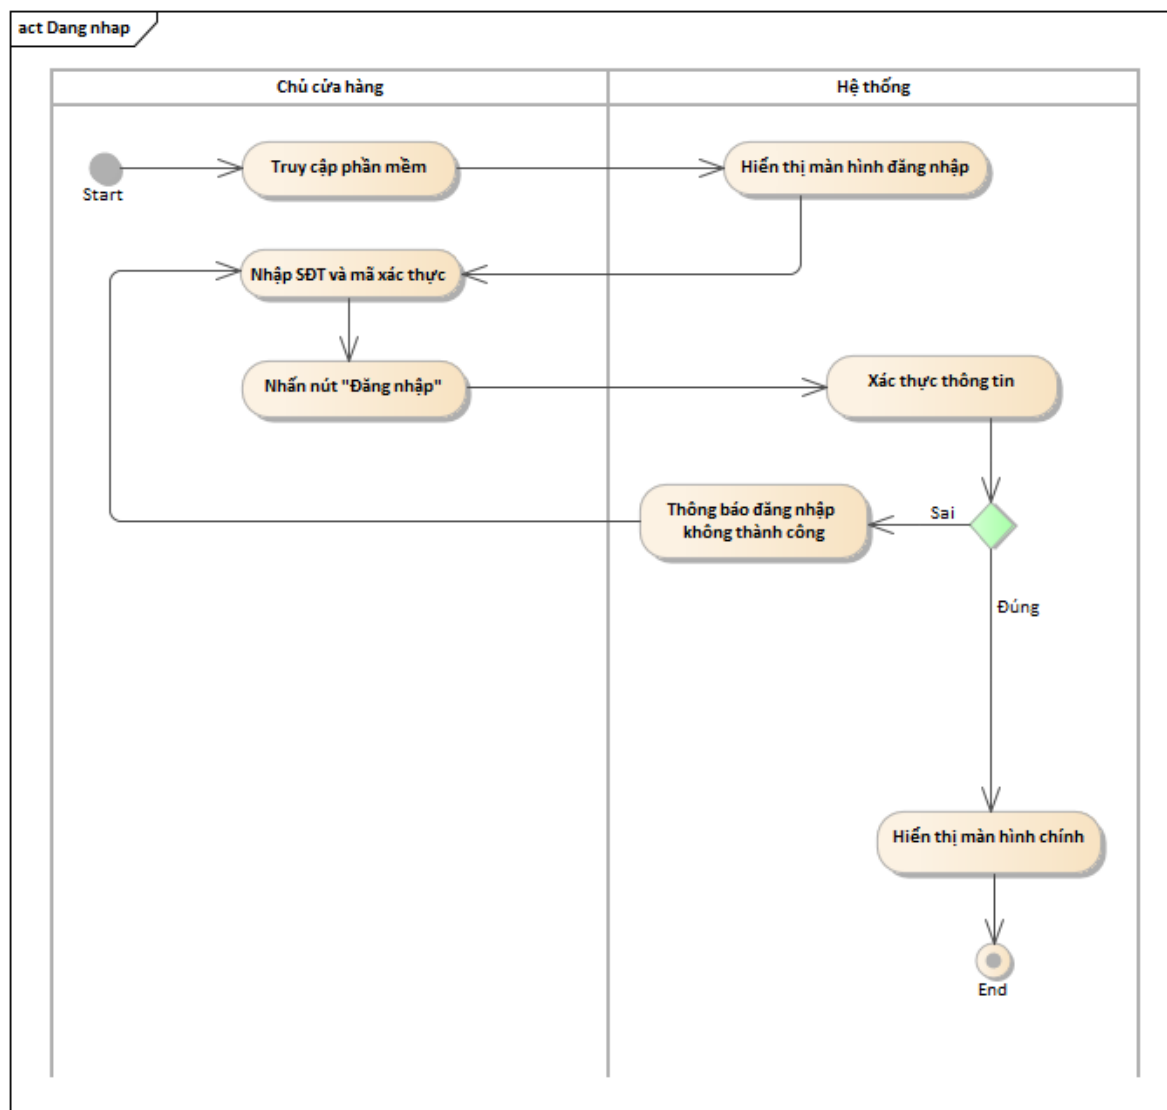 act Dang nhap
Chủ cửa hàng
Hệ thống
Start
Truy cập phần mềm
Hiển thị màn hình đăng nhập
Nhập SĐT và mã xác thực
Nhấn nút "Đăng nhập"
Xác thực thông tin
Thông báo đăng nhập
không thành công
Sai
Đúng
Hiển thị màn hình chính
End